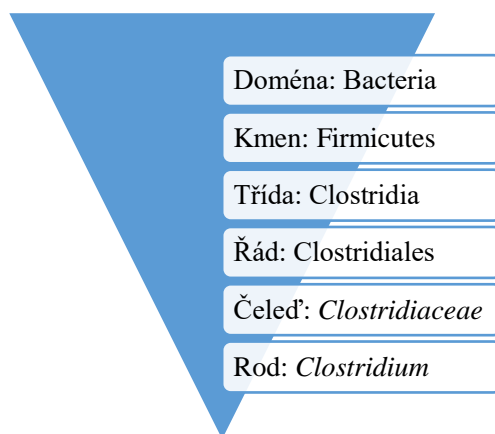 Doména: Bacteria
Kmen: Firmicutes
Třída: Clostridia
Řád: Clostridiales
Čeleď: Clostridiaceae
Rod: Clostridium